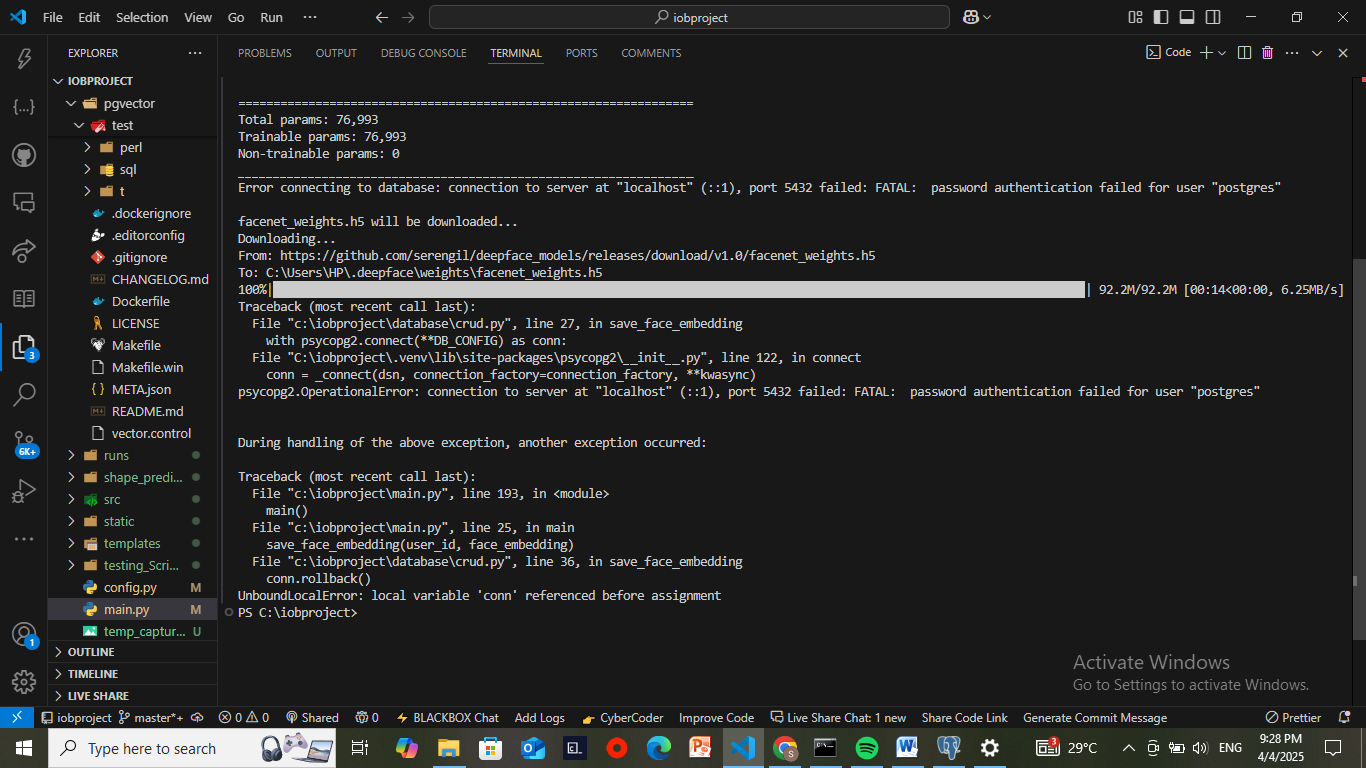 File Edit Selection View Go Run ··· iobproject
EXPLORER ···
IOBPROJECT
pgvector
test
perl
sql
t
.dockerignore
.editorconfig
.gitignore
CHANGELOG.md
Dockerfile
LICENSE
Makefile
Makefile.win
META.json
README.md
vector.control
runs
shape_predi...
src
static
templates
testing_Scri...
config.py M
main.py M
temp_captur... U
OUTLINE
TIMELINE
LIVE SHARE
3
6K+
1
PROBLEMS OUTPUT DEBUG CONSOLE TERMINAL PORTS COMMENTS Code
=================================================================
Total params: 76,993
Trainable params: 76,993
Non-trainable params: 0
_________________________________________________________________
Error connecting to database: connection to server at "localhost" (::1), port 5432 failed: FATAL:  password authentication failed for user "postgres"
facenet_weights.h5 will be downloaded...
Downloading...
From: https://github.com/serengil/deepface_models/releases/download/v1.0/facenet_weights.h5
To: C:\Users\HP\.deepface\weights\facenet_weights.h5
100%| | 92.2M/92.2M [00:14<00:00, 6.25MB/s]
Traceback (most recent call last):
  File "c:\iobproject\database\crud.py", line 27, in save_face_embedding
    with psycopg2.connect(**DB_CONFIG) as conn:
  File "C:\iobproject\.venv\lib\site-packages\psycopg2\__init__.py", line 122, in connect
    conn = _connect(dsn, connection_factory=connection_factory, **kwasync)
psycopg2.OperationalError: connection to server at "localhost" (::1), port 5432 failed: FATAL:  password authentication failed for user "postgres"
During handling of the above exception, another exception occurred:
Traceback (most recent call last):
  File "c:\iobproject\main.py", line 193, in <module>
    main()
  File "c:\iobproject\main.py", line 25, in main
    save_face_embedding(user_id, face_embedding)
  File "c:\iobproject\database\crud.py", line 36, in save_face_embedding
    conn.rollback()
UnboundLocalError: local variable 'conn' referenced before assignment
PS C:\iobproject>
Activate Windows
Go to Settings to activate Windows.
iobproject master*+ 0 0 Shared 0 BLACKBOX Chat Add Logs CyberCoder Improve Code Live Share Chat: 1 new Share Code Link Generate Commit Message Prettier
Type here to search 3 29°C ENG 9:28 PM
4/4/2025